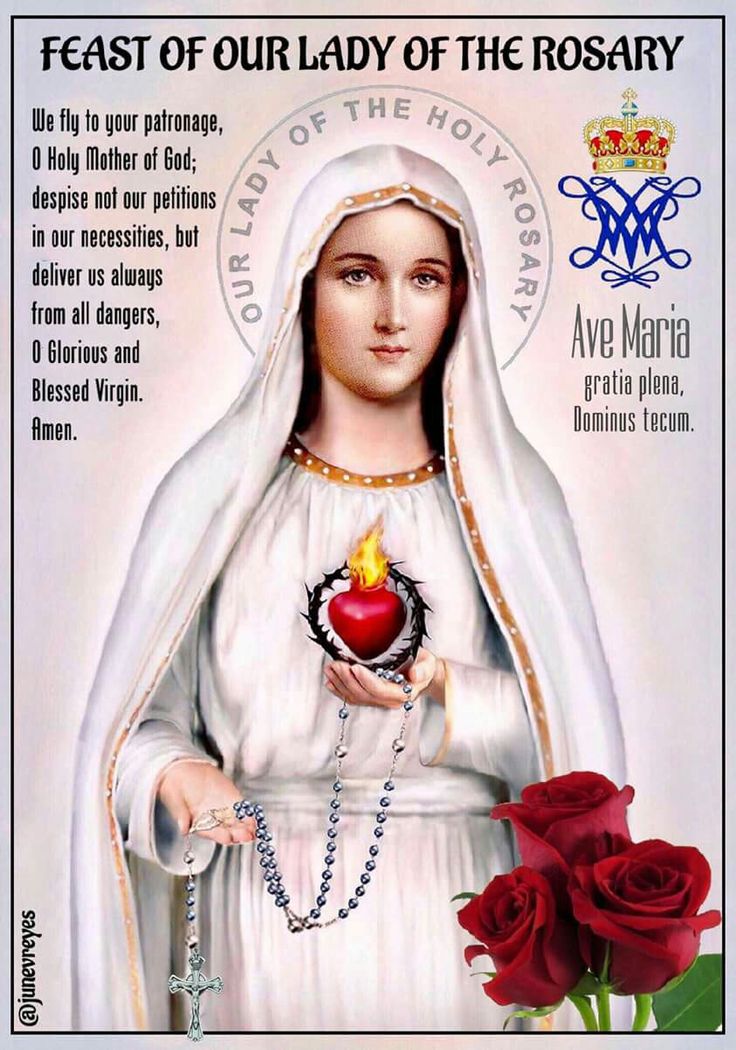 FEAST OF OUR LADY OF THE ROSARY
We fly to your patronage,
O Holy Mother of God;
despise not our petitions
in our necessities, but
deliver us always
from all dangers,
O Glorious and
Blessed Virgin.
Amen.
OUR LADY OF THE HOLY ROSARY
Ave Maria
gratia plena,
Dominus tecum.
@junevreyes